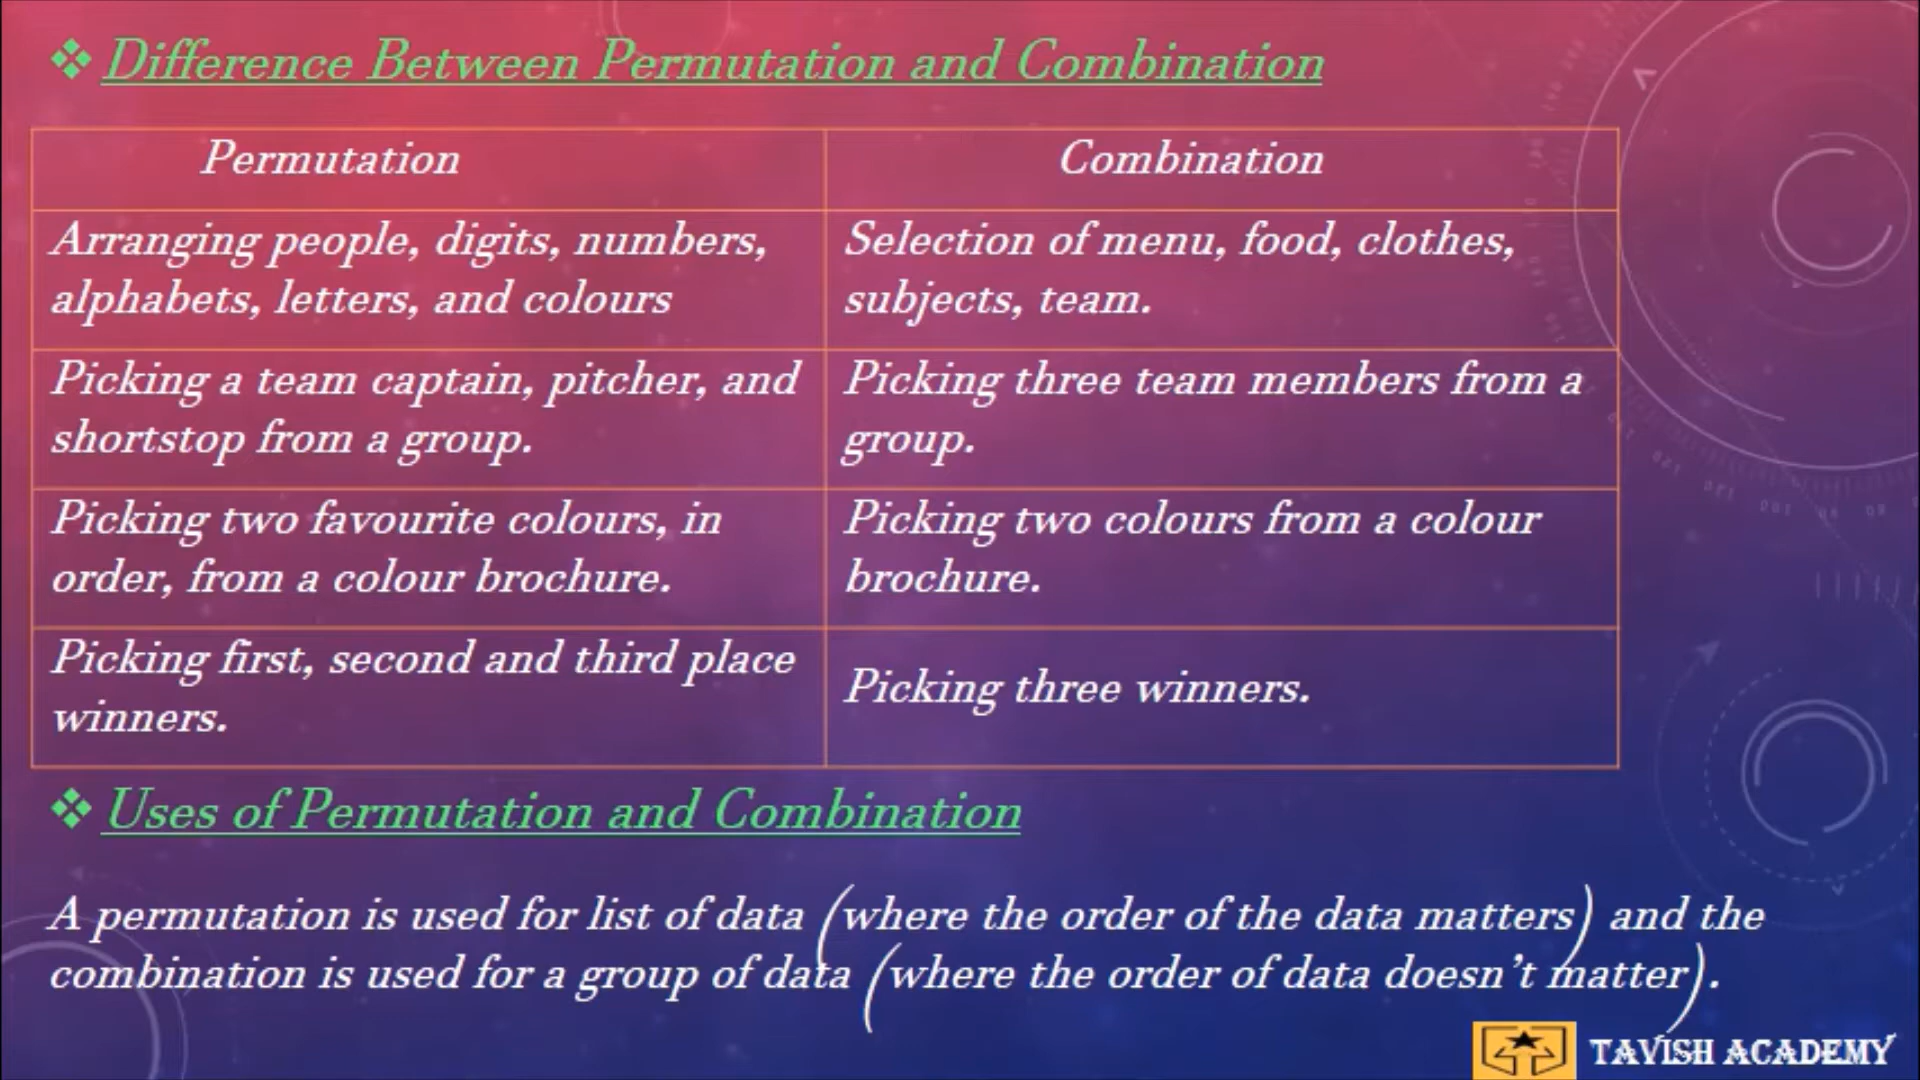 Difference Between Permutation and Combination
Permutation
Combination
Arranging people, digits, numbers,
alphabets, letters, and colours
Selection of menu, food, clothes,
subjects, team.
Picking a team captain, pitcher, and
shortstop from a group.
Picking three team members from a
group.
Picking two favourite colours, in
order, from a colour brochure.
Picking two colours from a colour
brochure.
Picking first, second and third place
winners.
Picking three winners.
Uses of Permutation and Combination
A permutation is used for list of data (where the order of the data matters) and the
combination is used for a group of data (where the order of data doesn't matter).
TAVISH ACADEMY